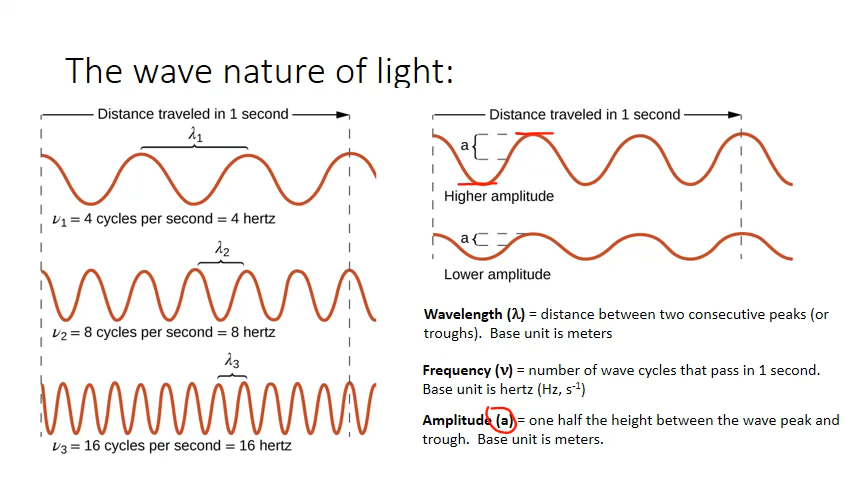 The wave nature of light:
Distance traveled in 1 second
λ1
ν1 = 4 cycles per second = 4 hertz
λ2
ν2 = 8 cycles per second = 8 hertz
λ3
ν3 = 16 cycles per second = 16 hertz
Distance traveled in 1 second
a
Higher amplitude
a
Lower amplitude
Wavelength (λ) = distance between two consecutive peaks (or
troughs). Base unit is meters
Frequency (ν) = number of wave cycles that pass in 1 second.
Base unit is hertz (Hz, s-1)
Amplitude (a) = one half the height between the wave peak and
trough. Base unit is meters.